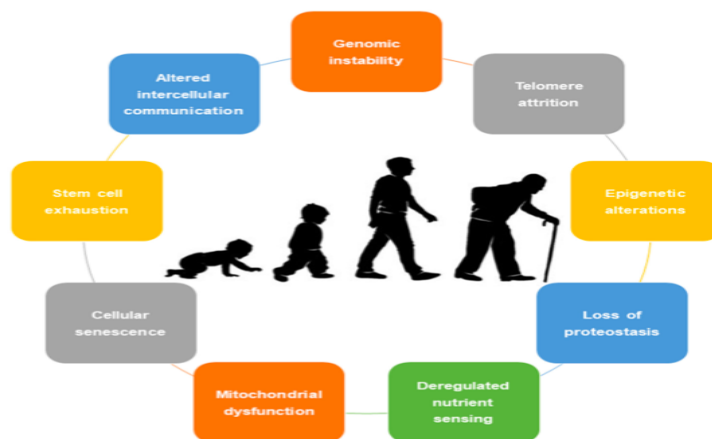 Genomic
instability
Telomere
attrition
Epigenetic
alterations
Loss of
proteostasis
Deregulated
nutrient
sensing
Mitochondrial
dysfunction
Cellular
senescence
Stem cell
exhaustion
Altered
intercellular
communication